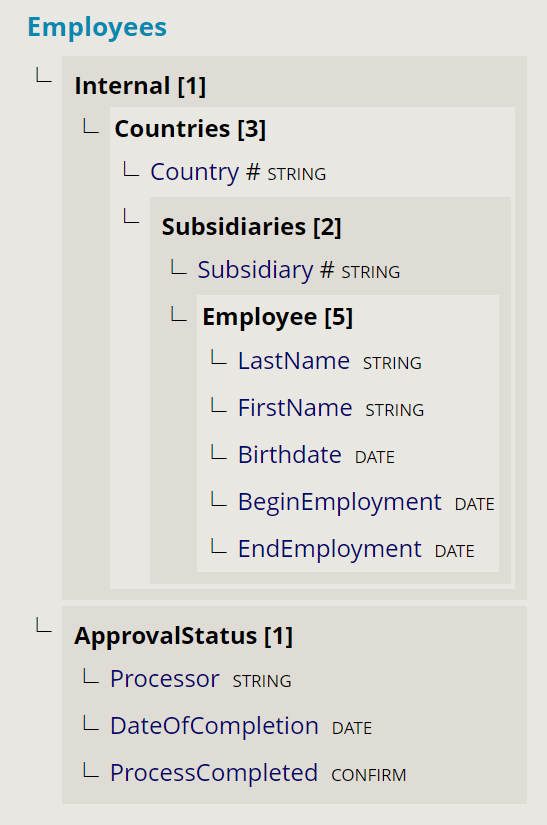 Employees
Internal [1]
Countries [3]
Country # STRING
Subsidiaries [2]
Subsidiary # STRING
Employee [5]
LastName STRING
FirstName STRING
Birthdate DATE
BeginEmployment DATE
EndEmployment DATE
ApprovalStatus [1]
Processor STRING
DateOfCompletion DATE
ProcessCompleted CONFIRM